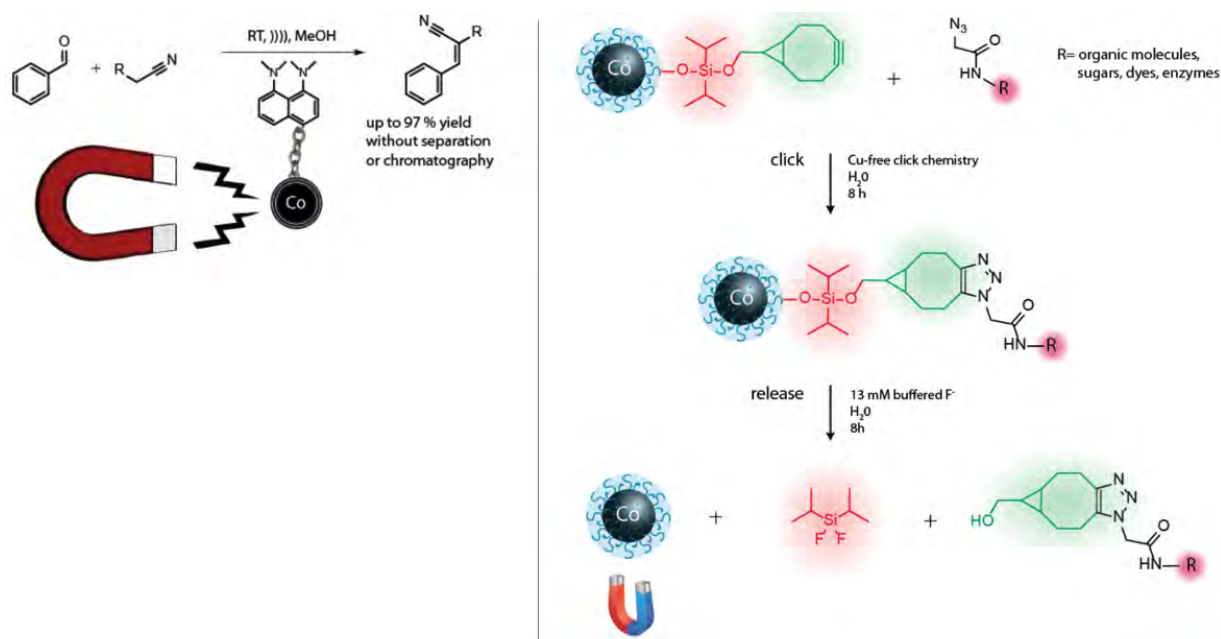 O
R
N
+
RT, )))), MeOH
N
N
N
R
up to 97 % yield
without separation
or chromatography
Co
Co
O
Si
O
+
N3
O
HN
R
R= organic molecules,
sugars, dyes, enzymes
click
Cu-free click chemistry
H20
8 h
Co
O
Si
O
N
N
N
O
HN
R
release
13 mM buffered F-
H20
8h
Co
+
Si
F F
+
HO
N
N
N
O
HN
R